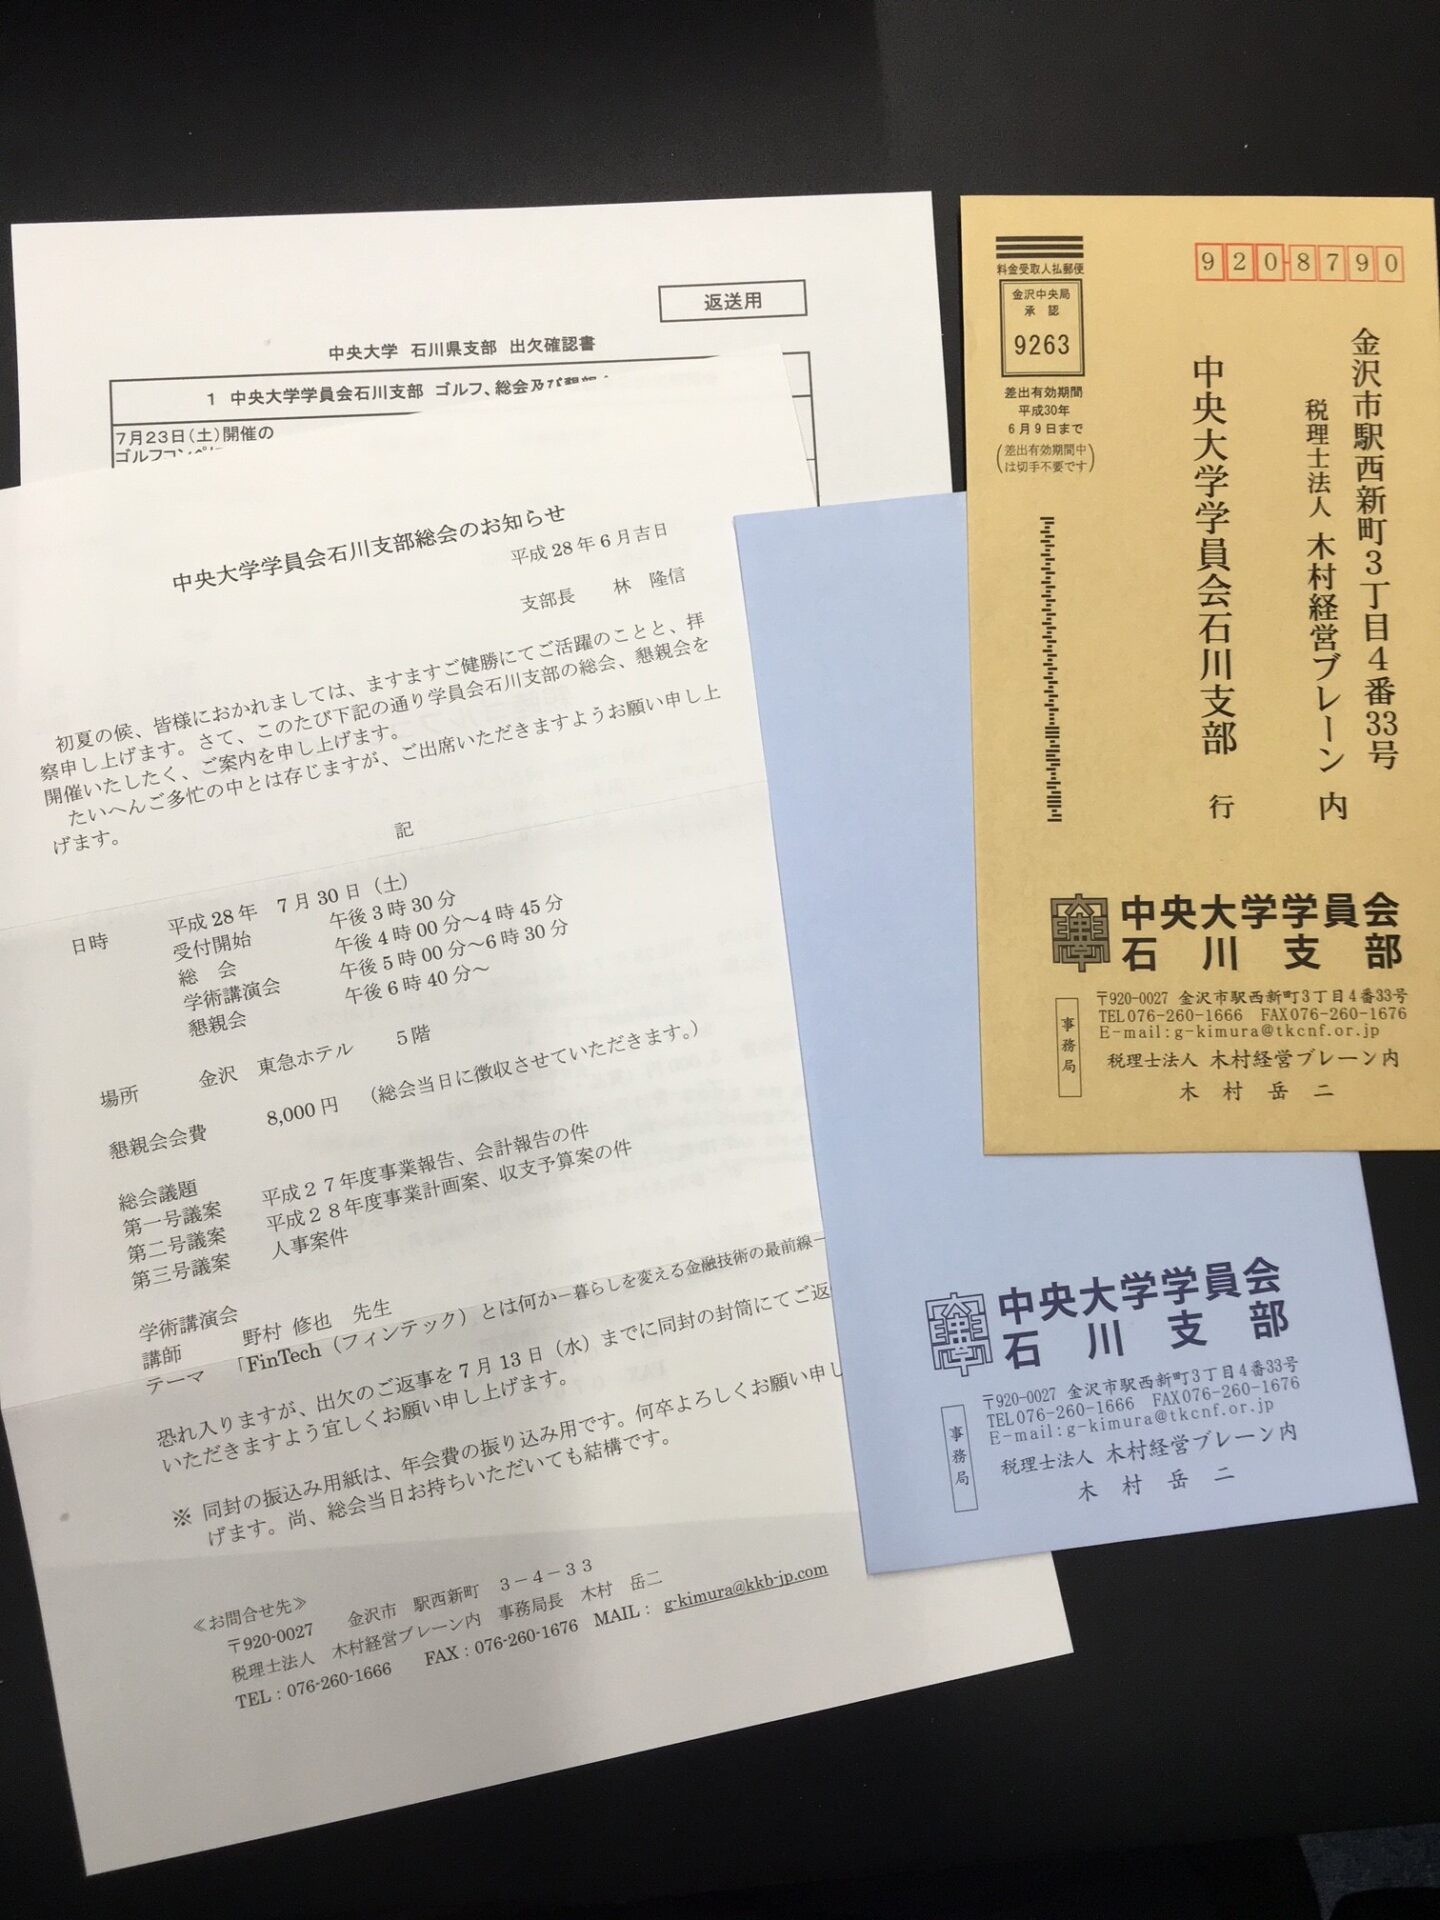 返送用
中央大学 石川県支部 出欠確認書
1 中央大学学員会石川支部 ゴルフ、総会及び懇親
7月23日(土)開催の
ゴルフコンペに
中央大学学員会石川支部総会のお知らせ
平成28年6月吉日
支部長 林 隆信
初夏の候、皆様におかれましては、ますますご健勝にてご活躍のことと、拝
察申し上げます。さて、このたび下記の通り学員会石川支部の総会、懇親会を
開催いたしたく、ご案内を申し上げます。
たいへんご多忙の中とは存じますが、ご出席いただきますようお願い申し上
げます。
記
日時 平成28年 7月30日(土)
受付開始 午後3時30分
総 会 午後4時00分~4時45分
学術講演会 午後5時00分~6時30分
懇親会 午後6時40分~
場所 金沢 東急ホテル 5階
懇親会会費 8,000円 (総会当日に徴収させていただきます。)
総会議題
第一号議案 平成27年度事業報告、会計報告の件
第二号議案 平成28年度事業計画案、収支予算案の件
第三号議案 人事案件
学術講演会
講師 野村 修也 先生
テーマ 「FinTech(フィンテック)とは何か-暮らしを変える金融技術の最前線-
恐れ入りますが、出欠のご返事を7月13日(水)までに同封の封筒にてご返
いただきますよう宜しくお願い申し上げます。
※ 同封の振込み用紙は、年会費の振り込み用です。何卒よろしくお願い申し
げます。尚、総会当日お持ちいただいても結構です。
≪お問合せ先≫
〒920-0027 金沢市 駅西新町 3-4-33
税理士法人 木村経営ブレーン内 事務局長 木村 岳二
TEL:076-260-1666 FAX:076-260-1676 MAIL: g-kimura@kkb-jp.com
料金受取人払郵便
金沢中央局
承 認
9263
差出有効期間
平成30年
6月9日まで
(差出有効期間中
は切手不要です)
920-8790
金沢市駅西新町3丁目4番33号
税理士法人 木村経営ブレーン 内
中央大学学員会石川支部 行
中央大学学員会
石川支部
事務局
〒920-0027 金沢市駅西新町3丁目4番33号
TEL076-260-1666 FAX076-260-1676
E-mail:g-kimura@tkcnf.or.jp
税理士法人 木村経営ブレーン内
木村岳二
中央大学学員会
石川支部
事務局
〒920-0027 金沢市駅西新町3丁目4番33号
TEL076-260-1666 FAX076-260-1676
E-mail:g-kimura@tkcnf.or.jp
税理士法人 木村経営ブレーン内
木村岳二